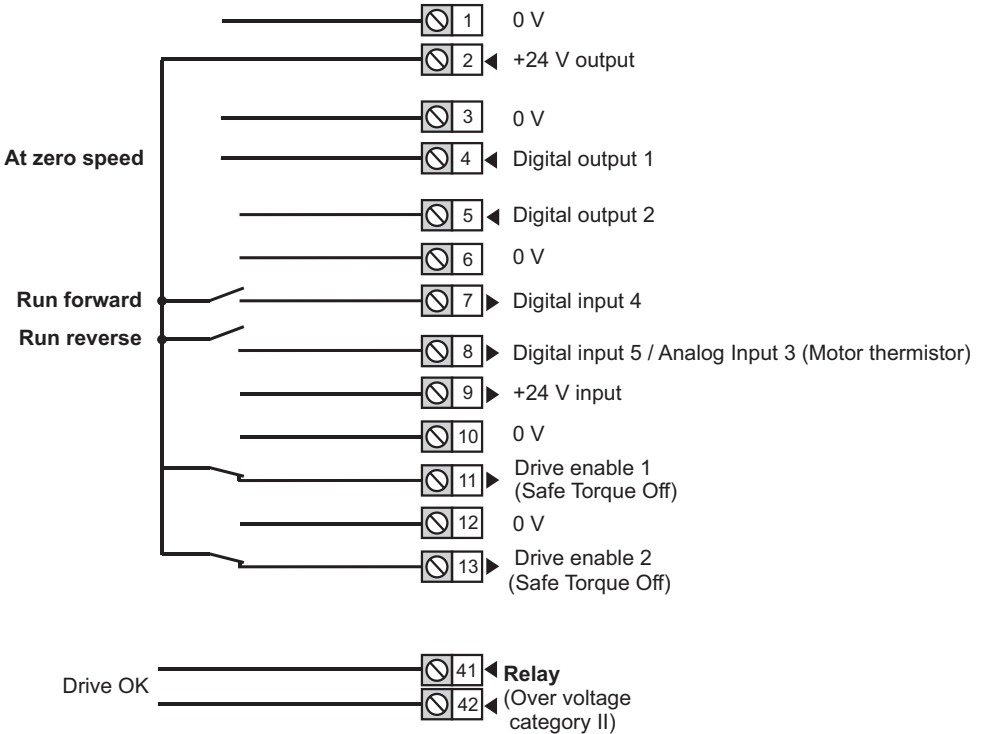 1 0 V
2 +24 V output
3 0 V
At zero speed 4 Digital output 1
5 Digital output 2
6 0 V
Run forward 7 Digital input 4
Run reverse
8 Digital input 5 / Analog Input 3 (Motor thermistor)
9 +24 V input
10 0 V
11 Drive enable 1
(Safe Torque Off)
12 0 V
13 Drive enable 2
(Safe Torque Off)
Drive OK
41 Relay
42 (Over voltage
category II)